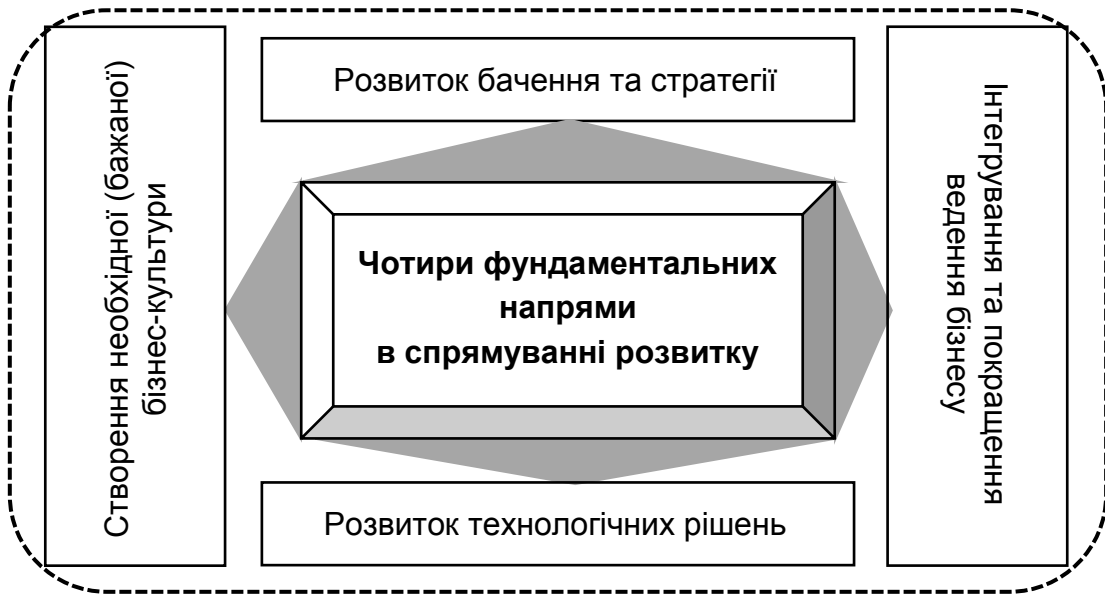 Створення необхідної (бажаної)
бізнес-культури
Розвиток бачення та стратегії
Чотири фундаментальних
напрями
в спрямуванні розвитку
Розвиток технологічних рішень
Інтегрування та покращення
ведення бізнесу